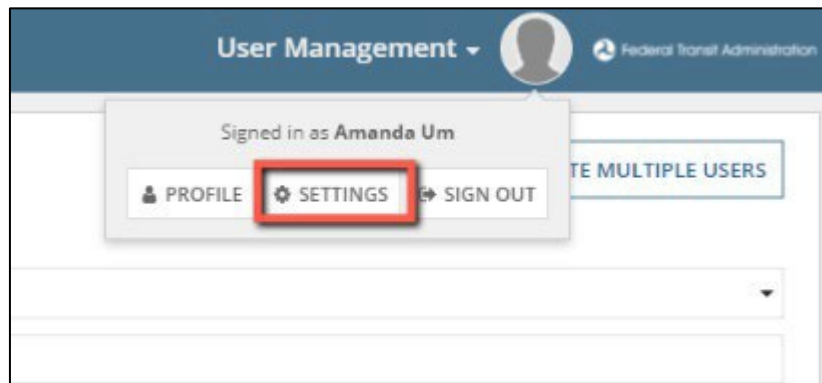 User Management
Federal Transit Administration
Signed in as Amanda Um
TE MULTIPLE USERS
PROFILE
SETTINGS
SIGN OUT